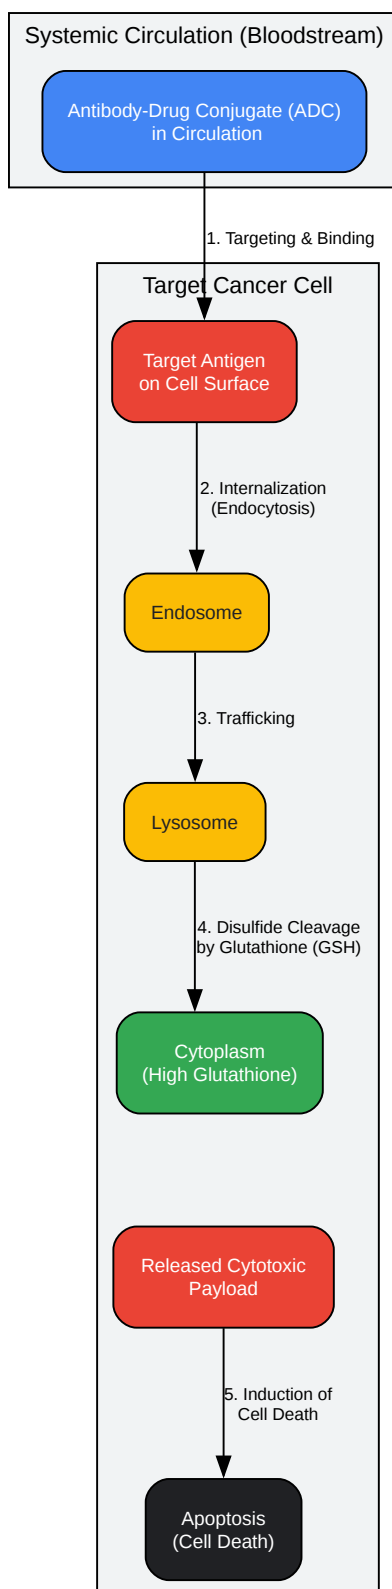 Systemic Circulation (Bloodstream)
Antibody-Drug Conjugate (ADC)
in Circulation
1. Targeting & Binding
Target Cancer Cell
Target Antigen
on Cell Surface
2. Internalization
(Endocytosis)
Endosome
3. Trafficking
Lysosome
4. Disulfide Cleavage
by Glutathione (GSH)
Cytoplasm
(High Glutathione)
Released Cytotoxic
Payload
5. Induction of
Cell Death
Apoptosis
(Cell Death)